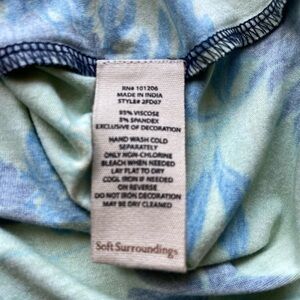 RN# 101206
MADE IN INDIA
STYLE# 2FD07
95% VISCOSE
5% SPANDEX
EXCLUSIVE OF DECORATION
HAND WASH COLD
SEPARATELY
ONLY NON-CHLORINE
BLEACH WHEN NEEDED
LAY FLAT TO DRY
COOL IRON IF NEEDED
ON REVERSE
DO NOT IRON DECORATION
MAY BE DRY CLEANED
Soft Surroundings